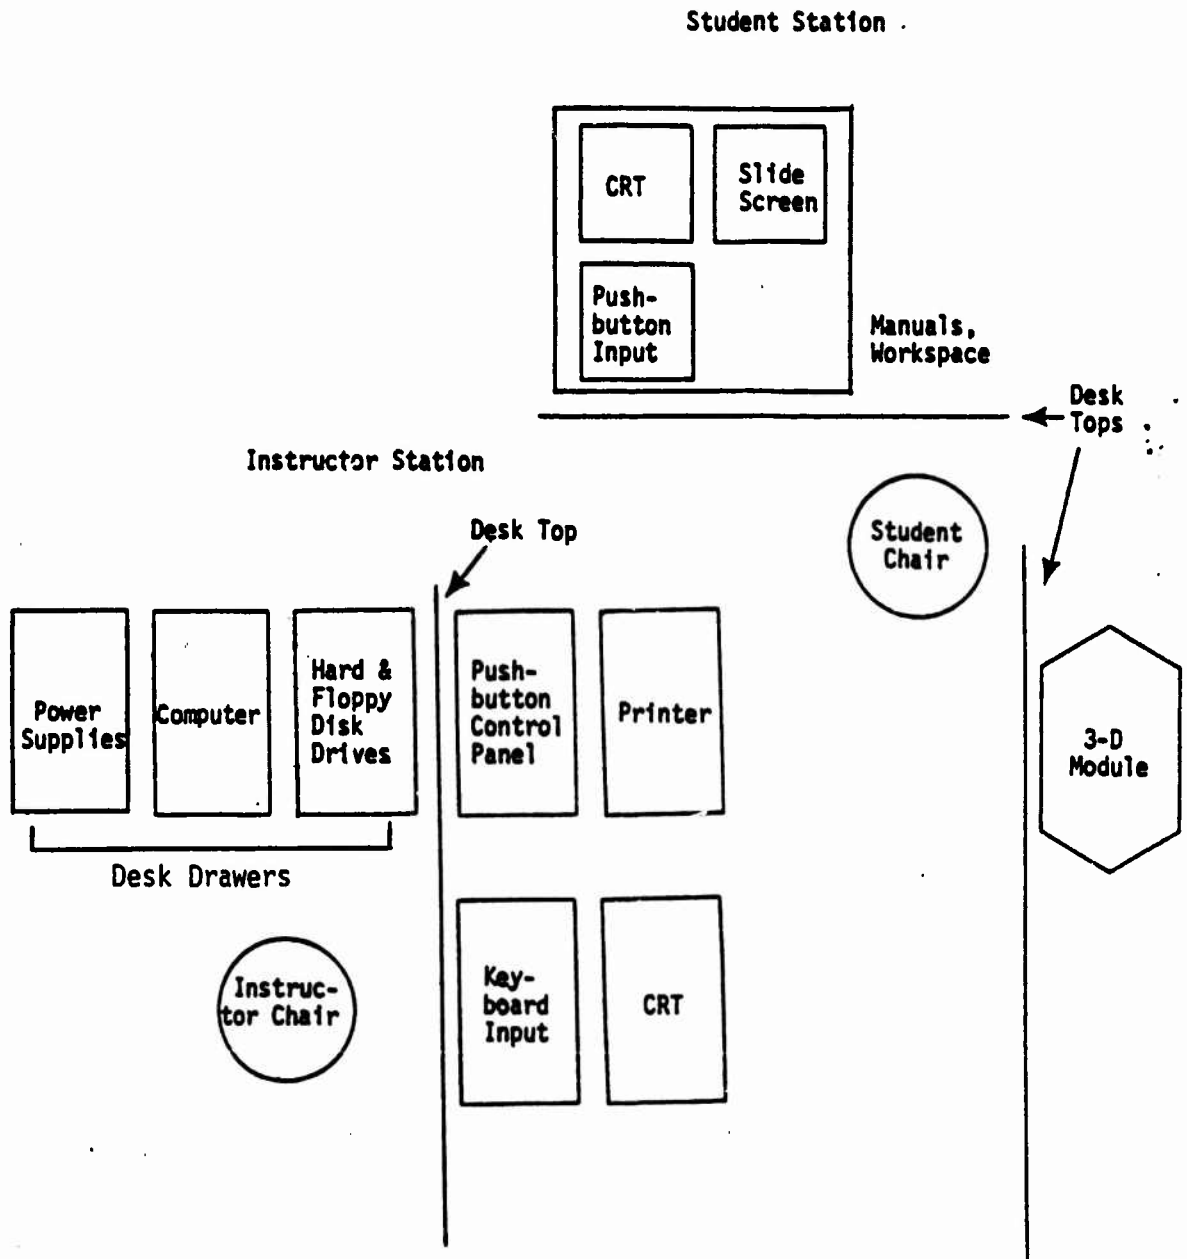 Student Station
CRT
Slide
Screen
Push-
button
Input
Manuals,
Workspace
Desk
Tops
Instructor Station
Desk Top
Student
Chair
Power
Supplies
Computer
Hard &
Floppy
Disk
Drives
Push-
button
Control
Panel
Printer
3-D
Module
Desk Drawers
Instruc-
tor Chair
Key-
board
Input
CRT